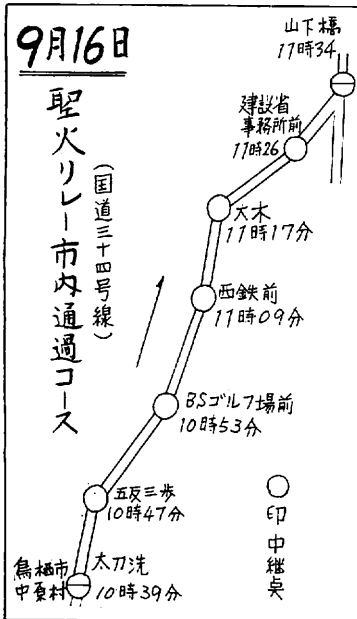 9月16日
聖火リレー市内通過コース
(国道三十四号線)
山下橋
11時34
建設省
事務所前
11時26
大木
11時17分
西鉄前
11時09分
BSゴルフ場前
10時53分
五反三歩
10時47分
太刀洗
10時39分
鳥栖市
中原村
○印中継点